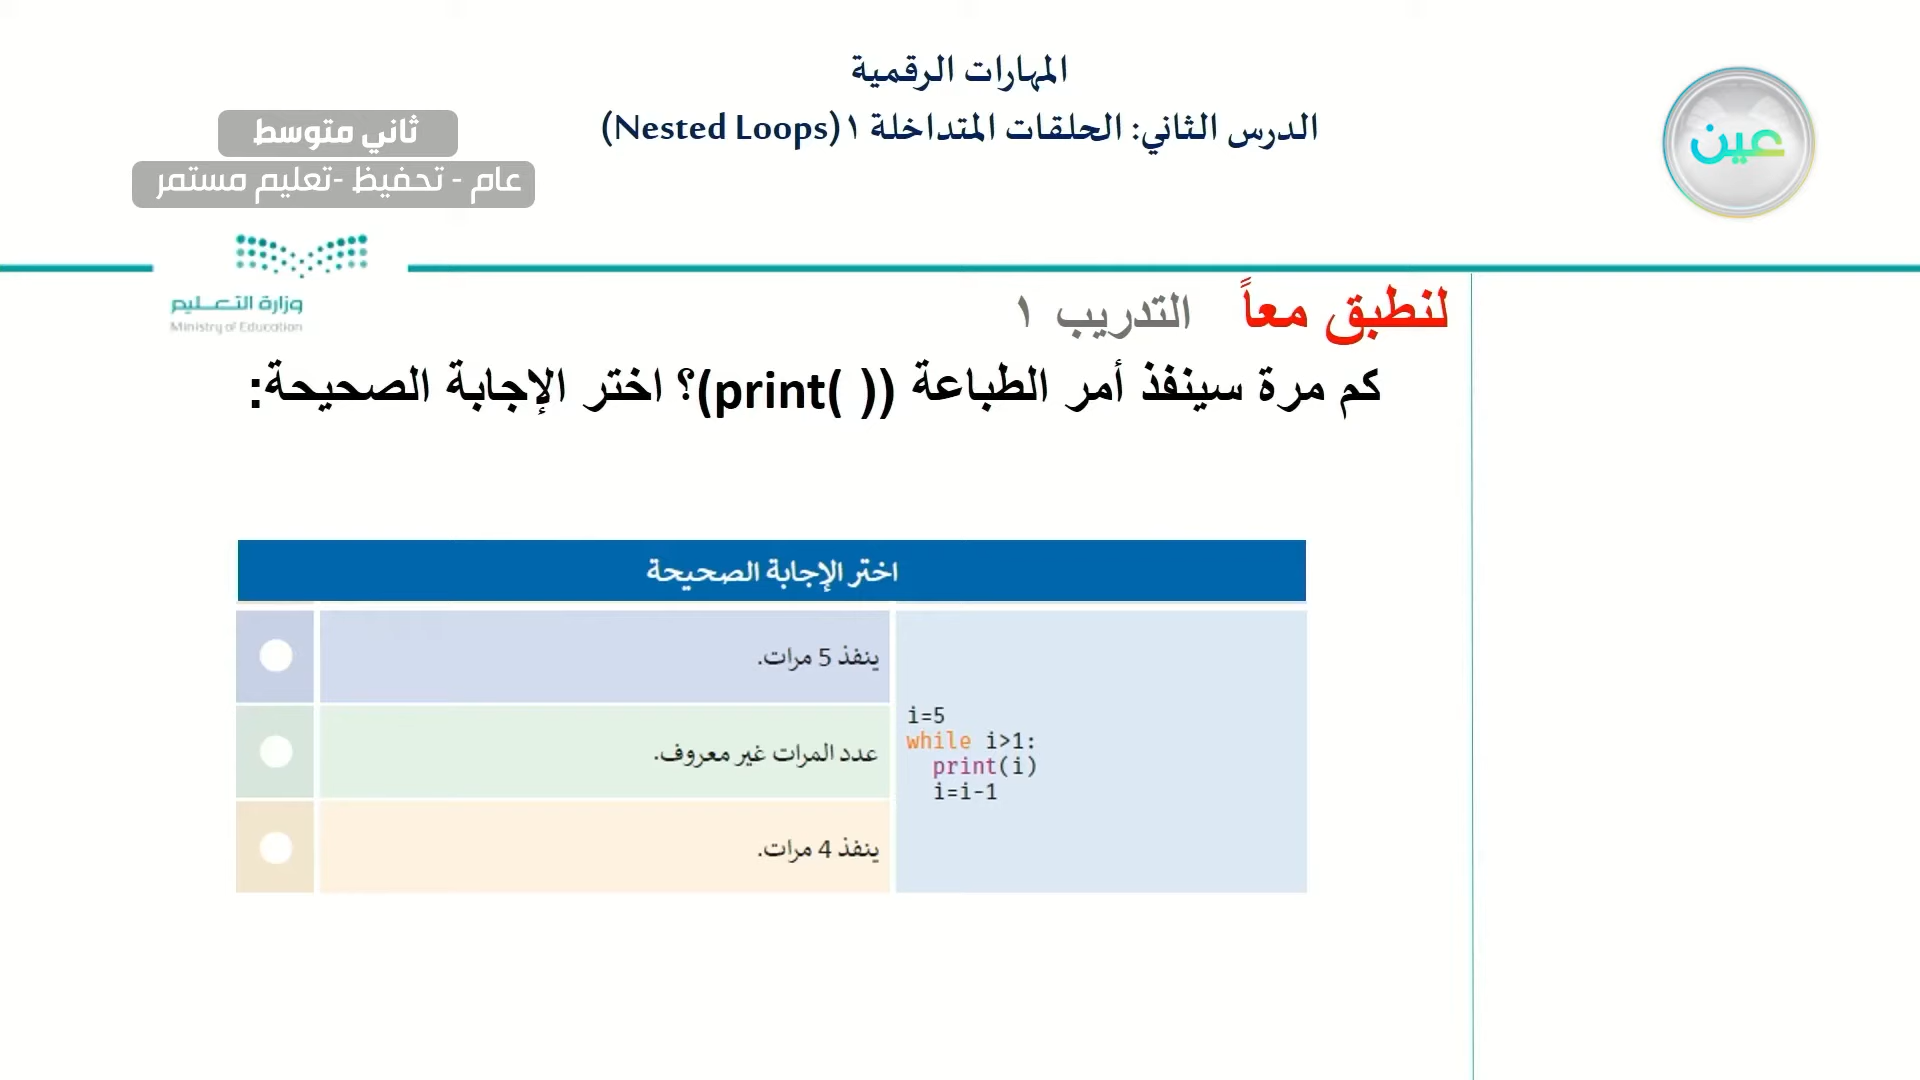 المهارات الرقمية
الدرس الثاني: الحلقات المتداخلة ١ (Nested Loops)
عين
ثاني متوسط
عام - تحفيظ -تعليم مستمر
وزارة التعليم
Ministry of Education
لنطبق معاً التدريب ١
كم مرة سينفذ أمر الطباعة (print( ))؟ اختر الإجابة الصحيحة:
اختر الإجابة الصحيحة
i=5
while i>1:
  print(i)
  i=i-1
ينفذ 5 مرات.
عدد المرات غير معروف.
ينفذ 4 مرات.